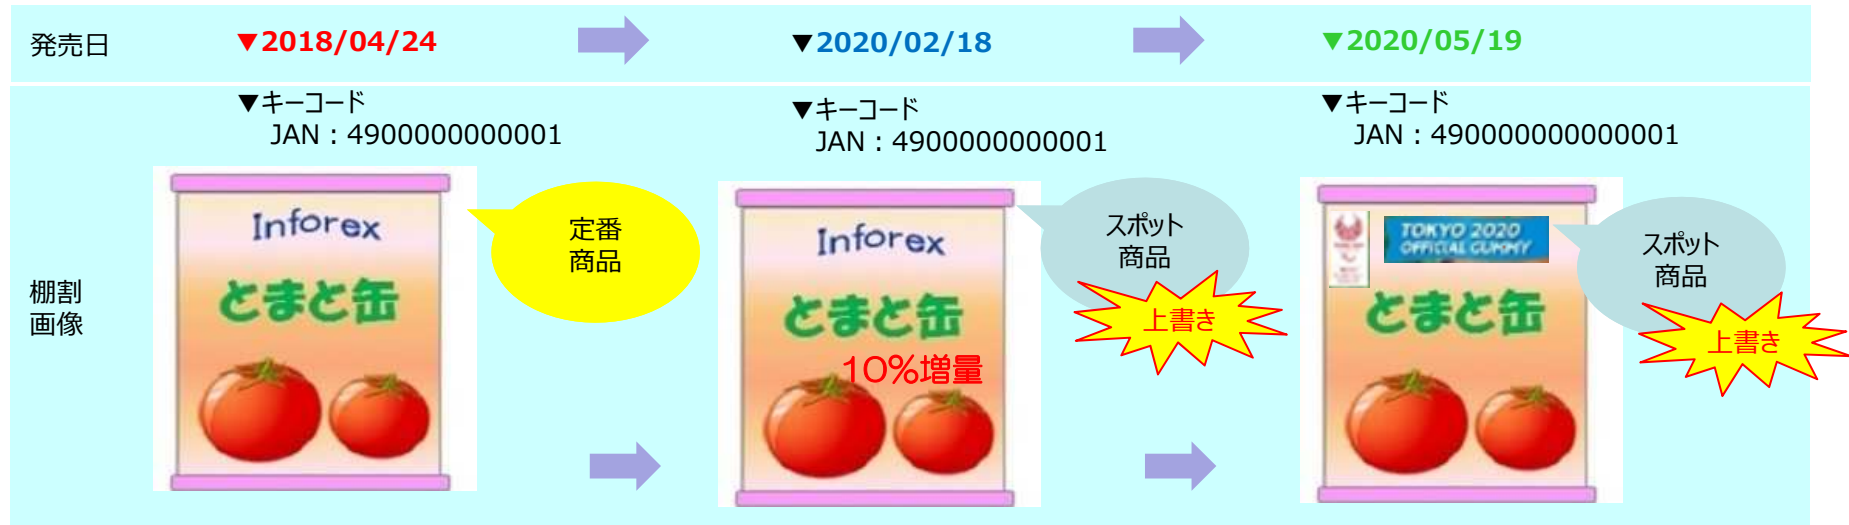 発売日
▼2018/04/24
▼2020/02/18
▼2020/05/19
▼キーコード
JAN：4900000000001
▼キーコード
JAN：4900000000001
▼キーコード
JAN：490000000000001
棚割
画像
Inforex
とまと缶
定番
商品
Inforex
とまと缶
10%増量
スポット
商品
上書き
TOKYO 2020
OFFICIAL GUMMY
とまと缶
スポット
商品
上書き